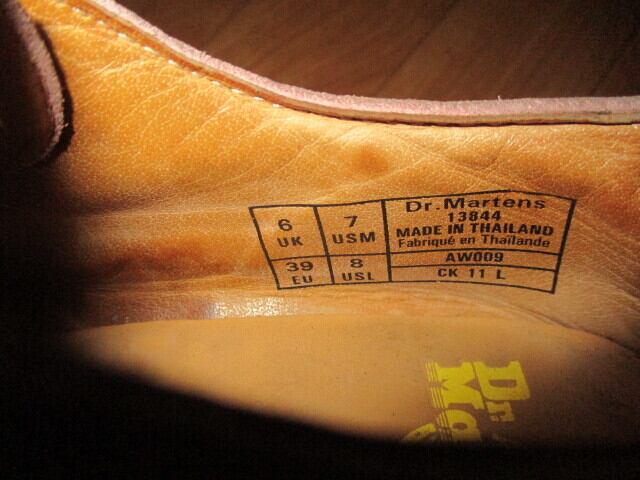 6
UK
7
USM
39
EU
8
USL
Dr. Martens
13844
MADE IN THAILAND
Fabriqué en Thaïlande
AW009
CK 11 L
Dr.